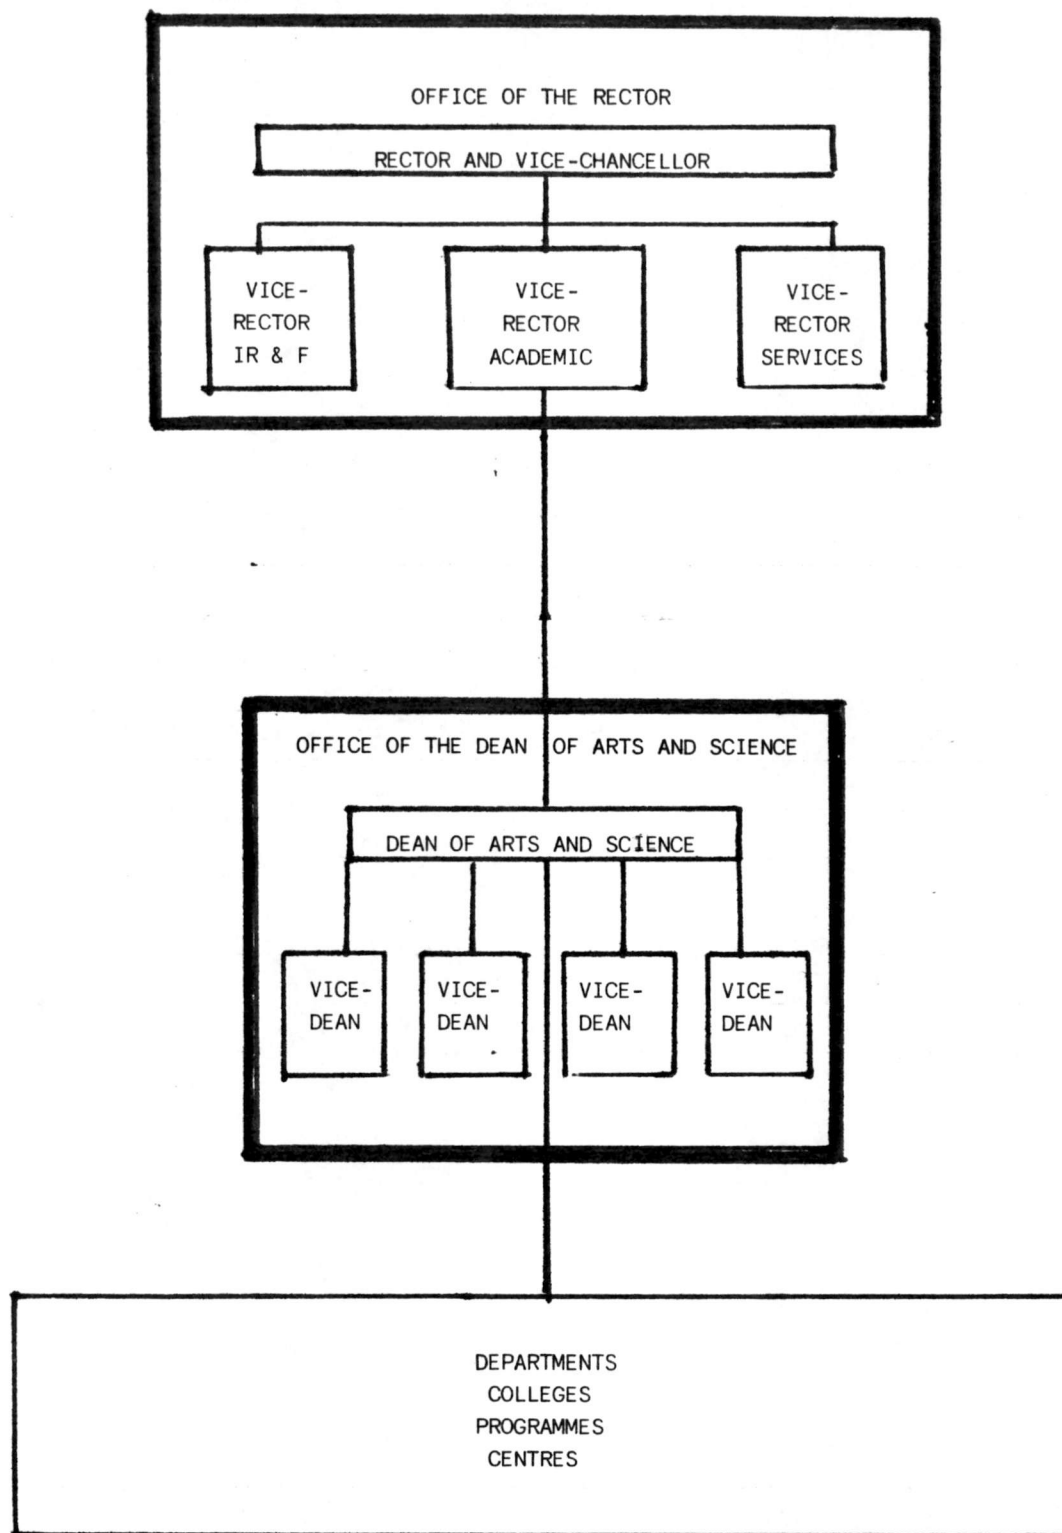 OFFICE OF THE RECTOR
RECTOR AND VICE-CHANCELLOR
VICE-
RECTOR
IR & F
VICE-
RECTOR
ACADEMIC
VICE-
RECTOR
SERVICES
OFFICE OF THE DEAN OF ARTS AND SCIENCE
DEAN OF ARTS AND SCIENCE
VICE-
DEAN
VICE-
DEAN
VICE-
DEAN
VICE-
DEAN
DEPARTMENTS
COLLEGES
PROGRAMMES
CENTRES